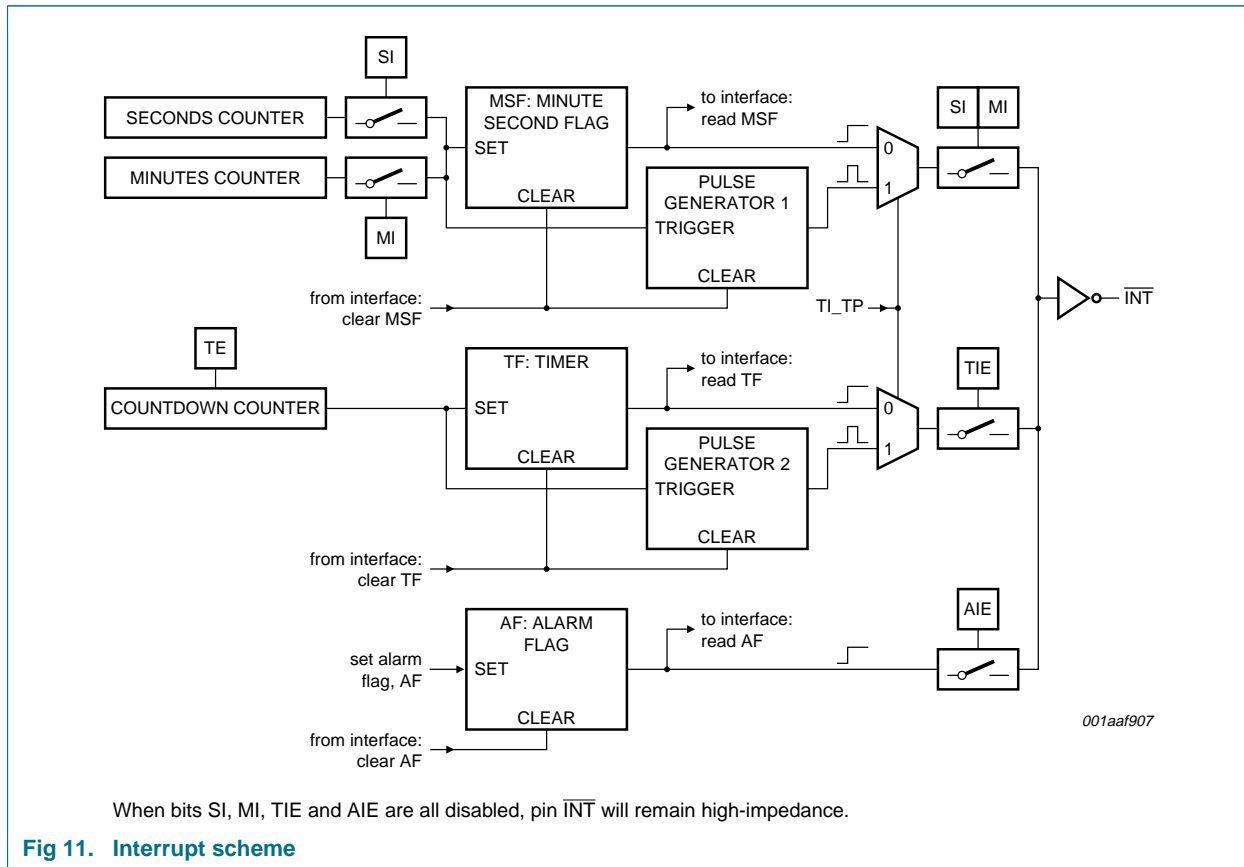 SI
SECONDS COUNTER
MINUTES COUNTER
MI
MSF: MINUTE
SECOND FLAG
SET
CLEAR
to interface:
read MSF
PULSE
GENERATOR 1
TRIGGER
CLEAR
from interface:
clear MSF
0
1
SI MI
TI_TP
INT
TE
COUNTDOWN COUNTER
TF: TIMER
SET
CLEAR
to interface:
read TF
PULSE
GENERATOR 2
TRIGGER
CLEAR
from interface:
clear TF
0
1
TIE
AF: ALARM
FLAG
SET
CLEAR
set alarm
flag, AF
to interface:
read AF
from interface:
clear AF
AIE
001aaf907
When bits SI, MI, TIE and AIE are all disabled, pin INT will remain high-impedance.
Fig 11. Interrupt scheme